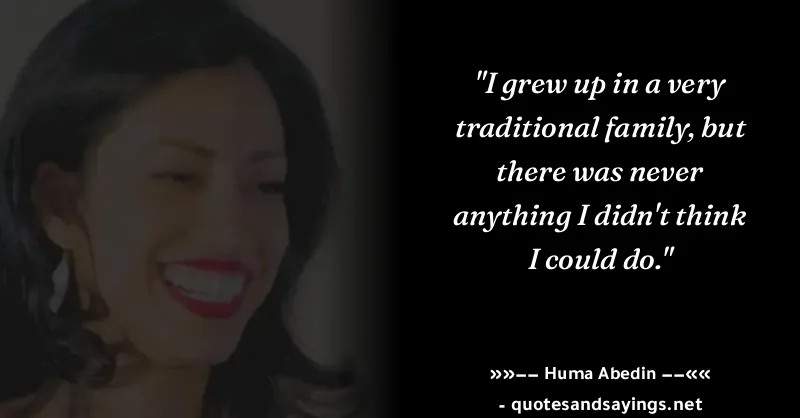 "I grew up in a very
traditional family, but
there was never
anything I didn't think
I could do."
»»–– Huma Abedin ––««
- quotesandsayings.net